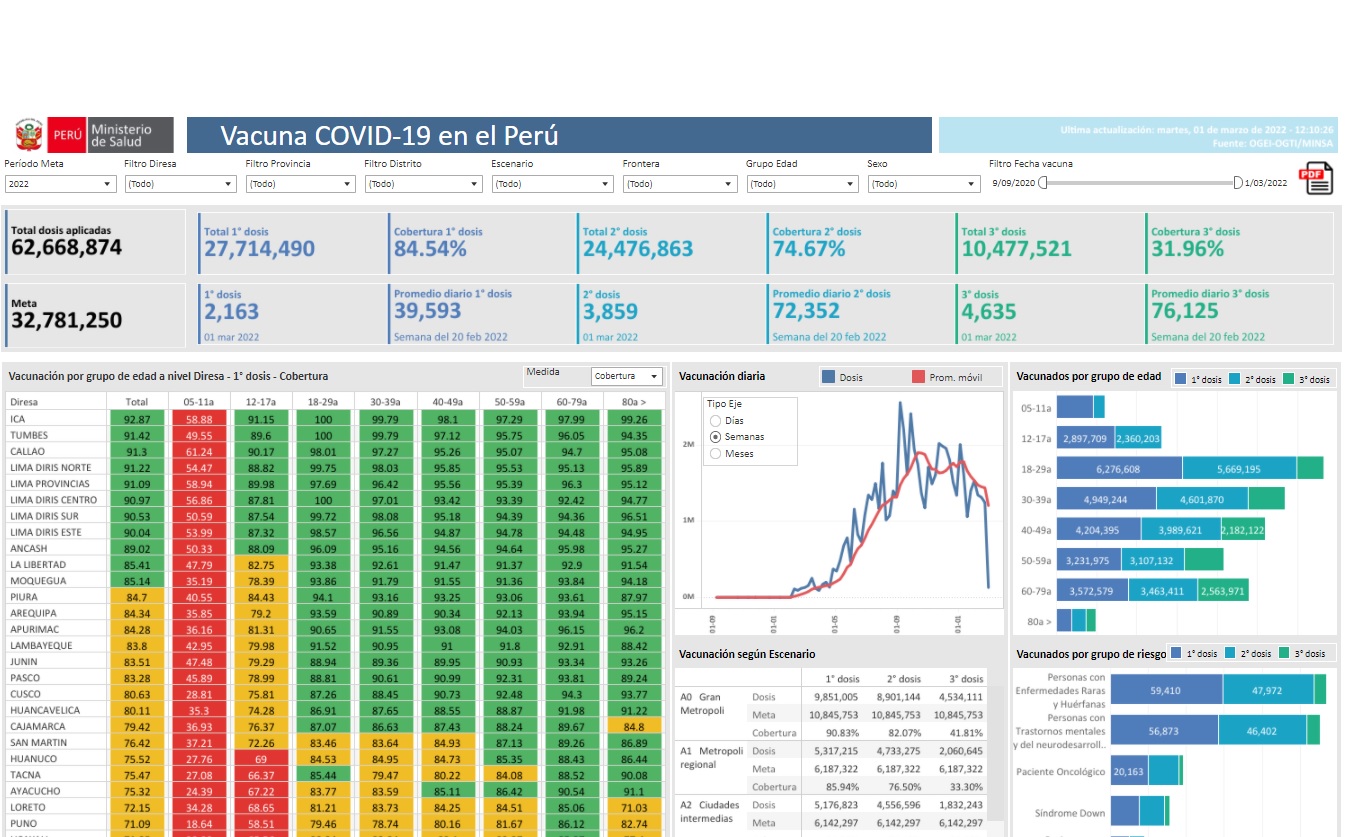 PERÚ Ministerio de Salud
Vacuna COVID-19 en el Perú
Ultima actualización: martes, 01 de marzo de 2022 - 12:10:26
Fuente: OGEI-OGTI/MINSA
Período Meta Filtro Diresa Filtro Provincia Filtro Distrito Escenario Frontera Grupo Edad Sexo Filtro Fecha vacuna
2022 (Todo) (Todo) (Todo) (Todo) (Todo) (Todo) (Todo) 9/09/2020 1/03/2022
PDF
Total dosis aplicadas
62,668,874
Total 1° dosis
27,714,490
Cobertura 1° dosis
84.54%
Total 2° dosis
24,476,863
Cobertura 2° dosis
74.67%
Total 3° dosis
10,477,521
Cobertura 3° dosis
31.96%
Meta
32,781,250
1° dosis
2,163
01 mar 2022
Promedio diario 1° dosis
39,593
Semana del 20 feb 2022
2° dosis
3,859
01 mar 2022
Promedio diario 2° dosis
72,352
Semana del 20 feb 2022
3° dosis
4,635
01 mar 2022
Promedio diario 3° dosis
76,125
Semana del 20 feb 2022
Vacunación por grupo de edad a nivel Diresa - 1° dosis - Cobertura
Medida Cobertura
Diresa Total 05-11a 12-17a 18-29a 30-39a 40-49a 50-59a 60-79a 80a >
ICA 92.87 58.88 91.15 100 99.79 98.1 97.29 97.99 99.26
TUMBES 91.42 49.55 89.6 100 99.79 97.12 95.75 96.05 94.35
CALLAO 91.3 61.24 90.17 98.01 97.27 95.26 95.07 94.7 95.08
LIMA DIRIS NORTE 91.22 54.47 88.82 99.75 98.03 95.85 95.53 95.13 95.89
LIMA PROVINCIAS 91.09 58.94 89.98 97.69 96.42 95.56 95.39 96.3 95.12
LIMA DIRIS CENTRO 90.97 56.86 87.81 100 97.01 93.42 93.39 92.42 94.77
LIMA DIRIS SUR 90.53 50.59 87.54 99.72 98.08 95.18 94.39 94.36 96.51
LIMA DIRIS ESTE 90.04 53.99 87.32 98.57 96.56 94.87 94.78 94.48 94.95
ANCASH 89.02 50.33 88.09 96.09 95.16 94.56 94.64 95.98 95.27
LA LIBERTAD 85.41 47.79 82.75 93.38 92.61 91.47 91.37 92.9 91.54
MOQUEGUA 85.14 35.19 78.39 93.86 91.79 91.55 91.36 93.84 94.18
PIURA 84.7 40.55 84.43 94.1 93.16 93.25 93.06 93.61 87.97
AREQUIPA 84.34 35.85 79.2 93.59 90.89 90.34 92.13 93.94 95.15
APURIMAC 84.28 36.16 81.31 90.65 91.55 93.08 94.03 96.15 96.2
LAMBAYEQUE 83.8 42.95 79.98 91.52 90.95 91 91.8 92.91 88.42
JUNIN 83.51 47.48 79.29 88.94 89.36 89.95 90.93 93.34 93.26
PASCO 83.28 45.89 78.99 88.81 90.61 90.99 92.31 93.81 89.24
CUSCO 80.63 28.81 75.81 87.26 88.45 90.73 92.48 94.3 93.77
HUANCAVELICA 80.11 35.3 74.28 86.91 87.65 88.55 88.87 91.98 91.22
CAJAMARCA 79.42 36.93 76.37 87.07 86.63 87.43 88.24 89.67 84.8
SAN MARTIN 76.42 37.21 72.26 83.46 83.64 84.93 87.13 89.26 86.89
HUANUCO 75.52 27.76 69 84.53 84.95 84.73 85.35 88.43 86.44
TACNA 75.47 27.08 66.37 85.44 79.47 80.22 84.08 88.52 90.08
AYACUCHO 75.32 24.39 67.22 83.77 83.59 85.11 86.42 90.54 91.1
LORETO 72.15 34.28 68.65 81.21 83.73 84.25 84.51 85.06 71.03
PUNO 71.09 18.64 58.51 79.46 78.74 80.16 81.67 86.12 82.74
Vacunación diaria Dosis Prom. móvil
Tipo Eje
Días
Semanas
Meses
2M
1M
0M
01-09 01-01 01-05 01-09 01-01
Vacunación según Escenario
1° dosis 2° dosis 3° dosis
A0 Gran Metropoli
Dosis 9,851,005 8,901,144 4,534,111
Meta 10,845,753 10,845,753 10,845,753
Cobertura 90.83% 82.07% 41.81%
A1 Metropoli regional
Dosis 5,317,215 4,733,275 2,060,645
Meta 6,187,322 6,187,322 6,187,322
Cobertura 85.94% 76.50% 33.30%
A2 Ciudades intermedias
Dosis 5,176,823 4,556,596 1,832,243
Meta 6,142,297 6,142,297 6,142,297
Vacunados por grupo de edad 1° dosis 2° dosis 3° dosis
05-11a
12-17a 2,897,709 2,360,203
18-29a 6,276,608 5,669,195
30-39a 4,949,244 4,601,870
40-49a 4,204,395 3,989,621 2,182,122
50-59a 3,231,975 3,107,132
60-79a 3,572,579 3,463,411 2,563,971
80a >
Vacunados por grupo de riesgo 1° dosis 2° dosis 3° dosis
Personas con Enfermedades Raras y Huérfanas 59,410 47,972
Personas con Trastornos mentales y del neurodesarroll.. 56,873 46,402
Paciente Oncológico 20,163
Síndrome Down